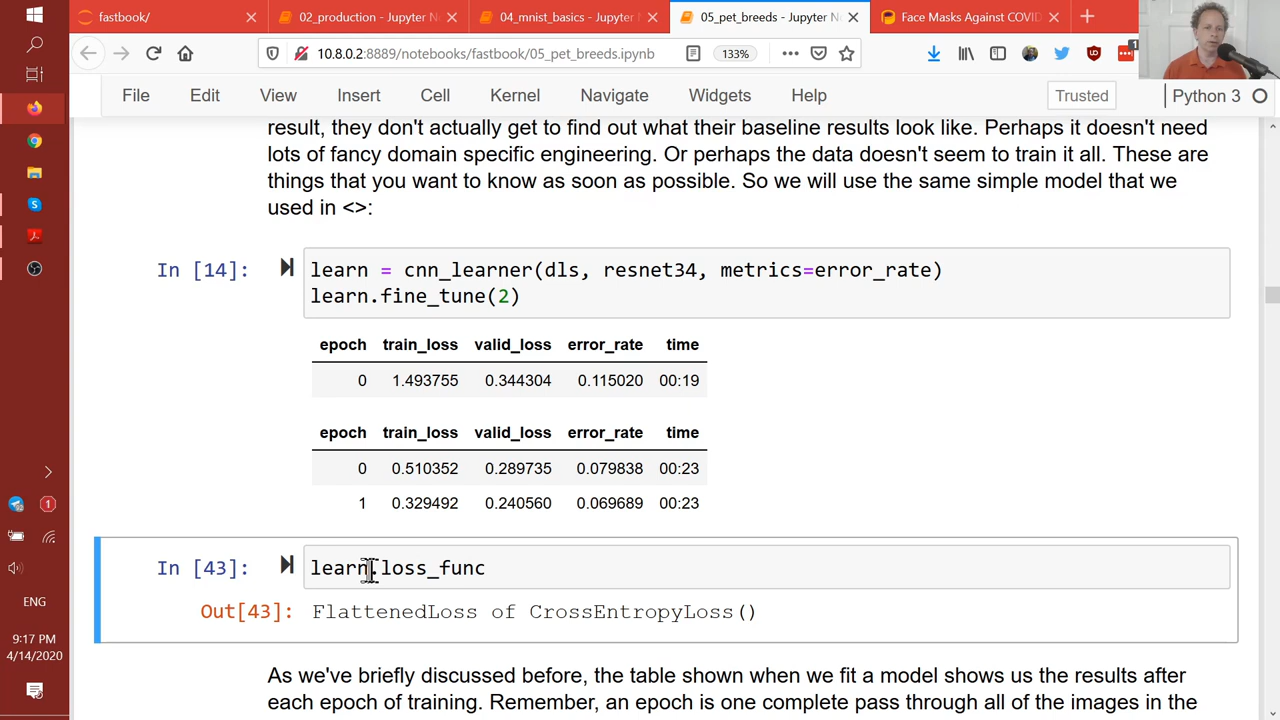 fastbook/
02_production - Jupyter N
04_mnist_basics - Jupyter N
05_pet_breeds - Jupyter N
Face Masks Against COVID
10.8.0.2:8889/notebooks/fastbook/05_pet_breeds.ipynb
133%
File Edit View Insert Cell Kernel Navigate Widgets Help
Trusted
Python 3
result, they don't actually get to find out what their baseline results look like. Perhaps it doesn't need
lots of fancy domain specific engineering. Or perhaps the data doesn't seem to train it all. These are
things that you want to know as soon as possible. So we will use the same simple model that we
used in <>:
In [14]:
learn = cnn_learner(dls, resnet34, metrics=error_rate)
learn.fine_tune(2)
epoch train_loss valid_loss error_rate time
0 1.493755 0.344304 0.115020 00:19
epoch train_loss valid_loss error_rate time
0 0.510352 0.289735 0.079838 00:23
1 0.329492 0.240560 0.069689 00:23
In [43]:
learn.loss_func
Out[43]: FlattenedLoss of CrossEntropyLoss()
As we've briefly discussed before, the table shown when we fit a model shows us the results after
each epoch of training. Remember, an epoch is one complete pass through all of the images in the
1
ENG
9:17 PM
4/14/2020